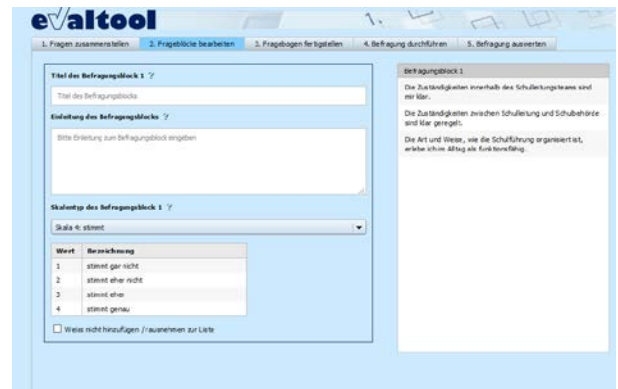 evaltool
1. Fragen zusammenstellen
2. Frageblöcke bearbeiten
3. Fragebogen fertigstellen
4. Befragung durchführen
5. Befragung auswerten
Titel des Befragungsblock 1 ?
Titel des Befragungsblocks
Einleitung des Befragungsblocks ?
Bitte Einleitung zum Befragungsblock eingeben
Skalentyp des Befragungsblock 1 ?
Skala 4: stimmt
Wert Bezeichnung
1 stimmt gar nicht
2 stimmt eher nicht
3 stimmt eher
4 stimmt genau
Weiss nicht hinzufügen / rausnehmen zur Liste
Befragungsblock 1
Die Zuständigkeiten innerhalb des Schulleitungsteams sind
mir klar.
Die Zuständigkeiten zwischen Schulleitung und Schulbehörde
sind klar geregelt.
Die Art und Weise, wie die Schulführung organisiert ist,
erlebe ich im Alltag als funktionsfähig.